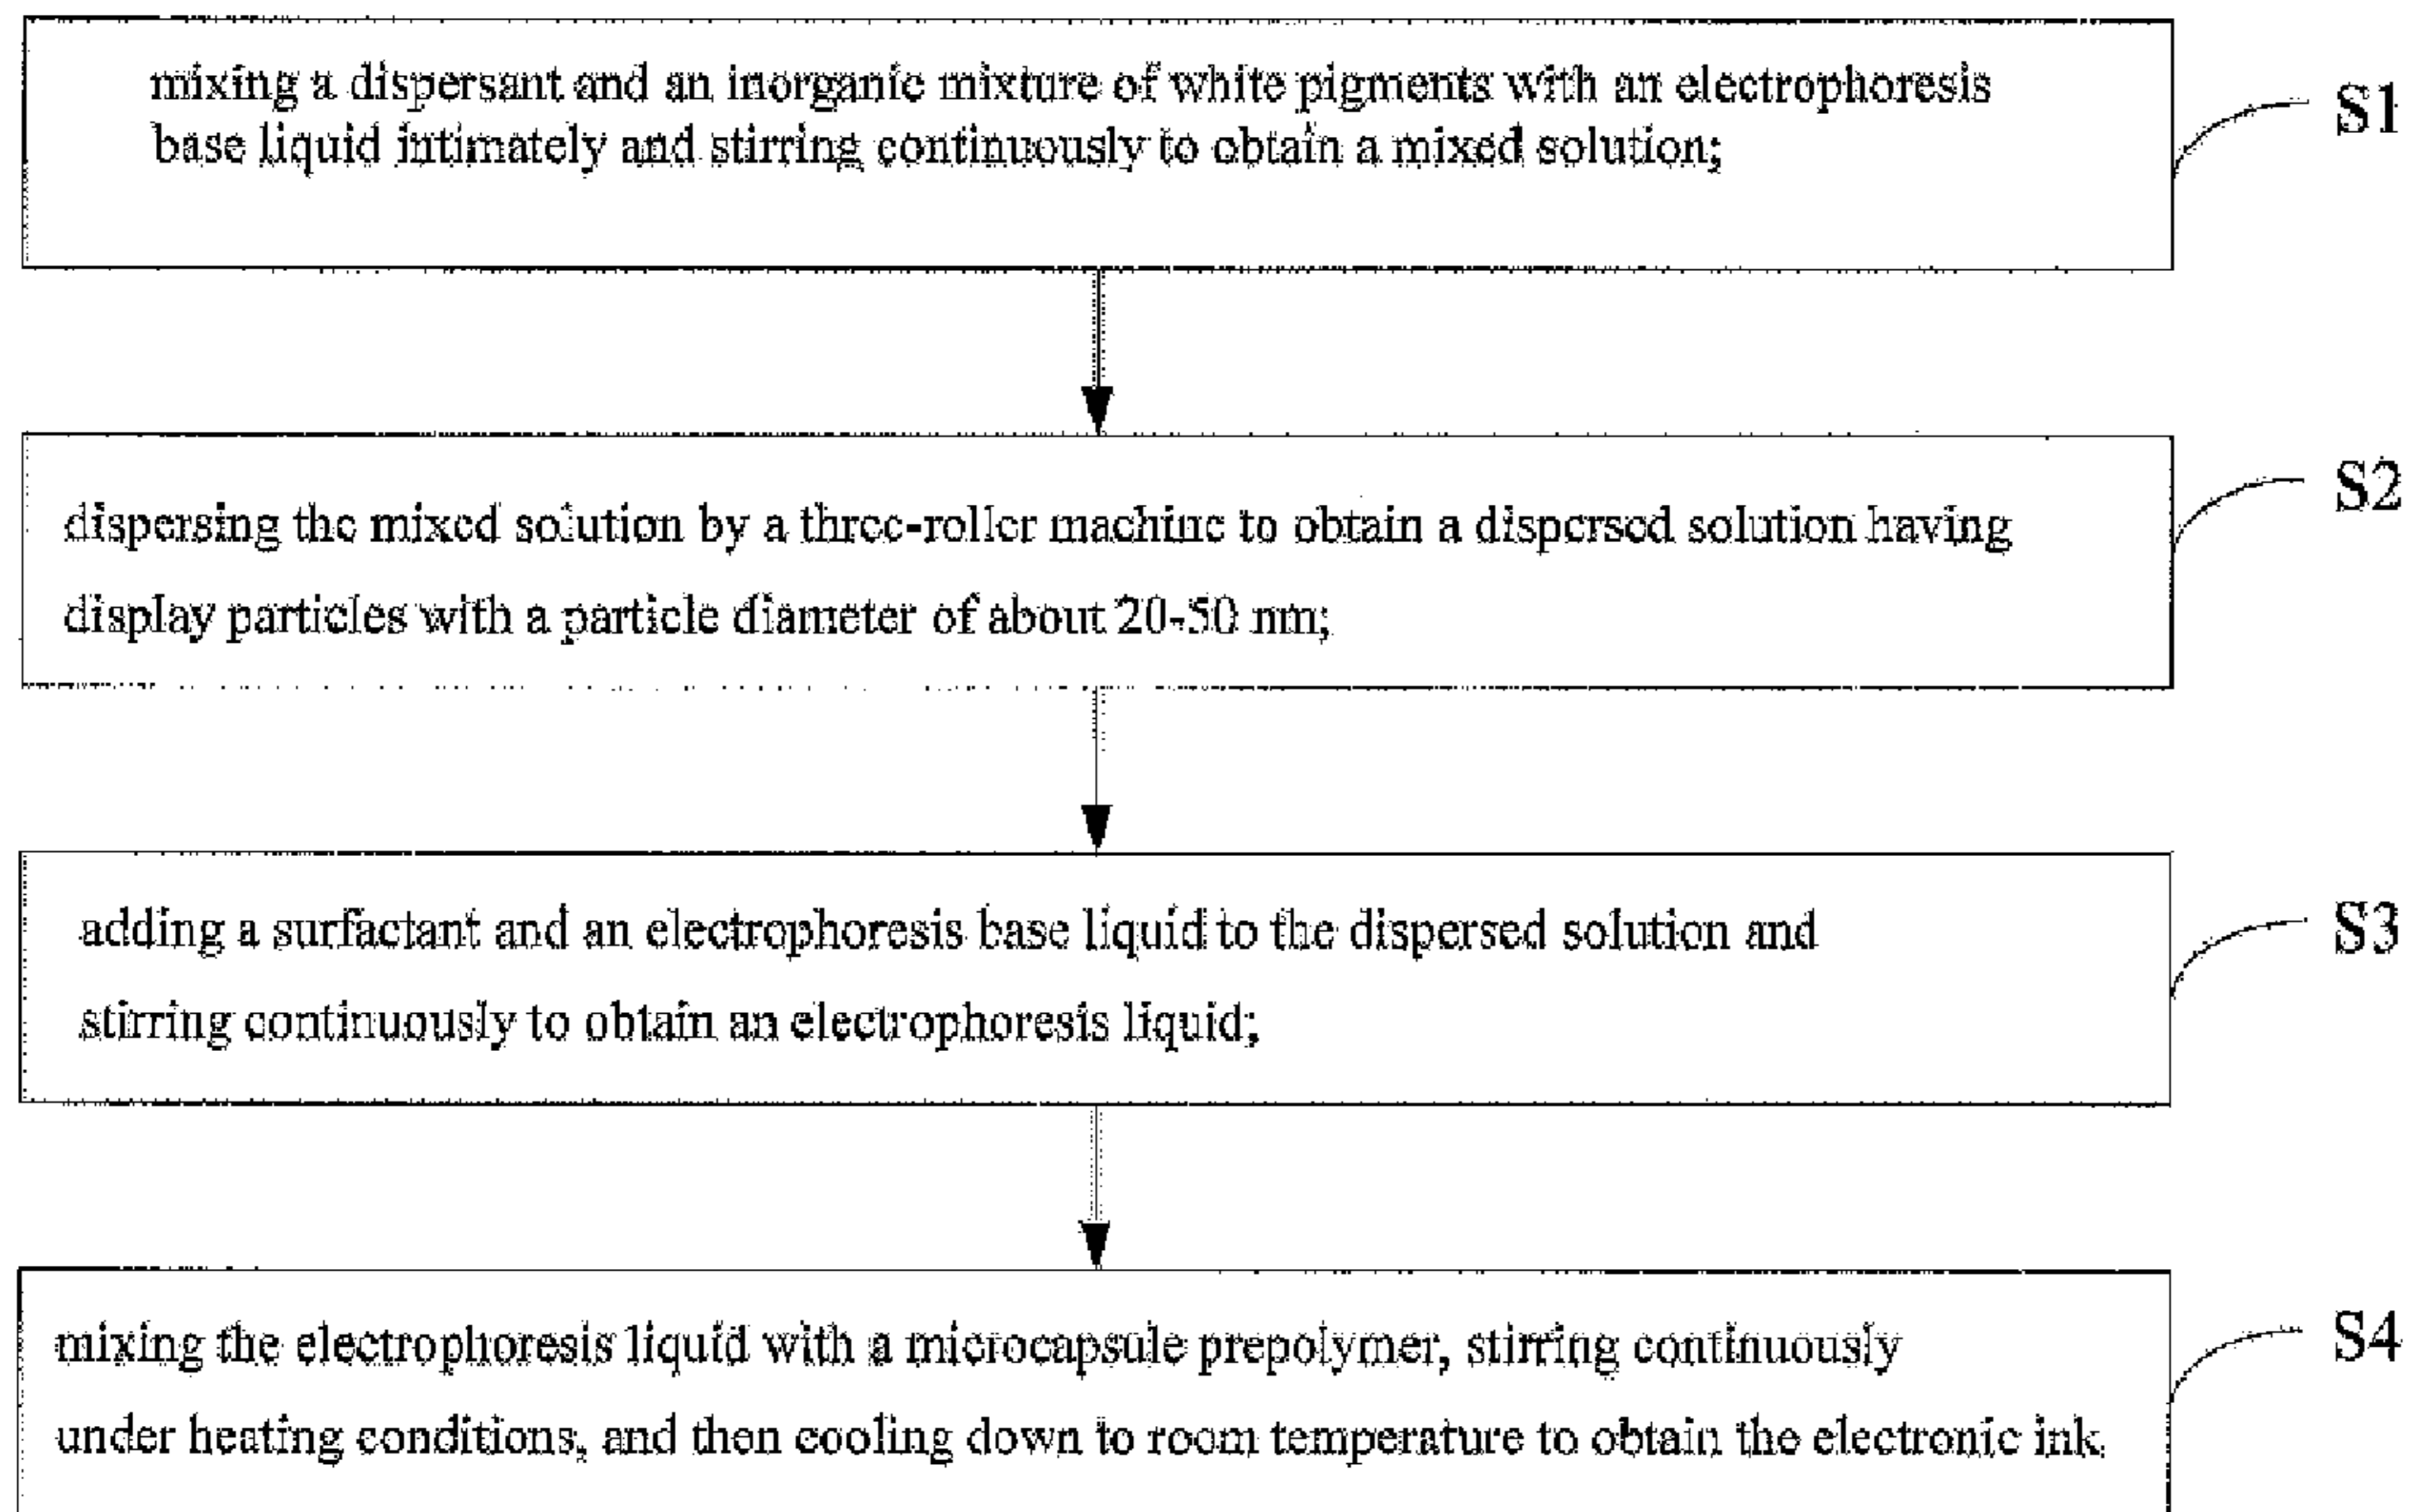 mixing a dispersant and an inorganic mixture of white pigments with an electrophoresis
base liquid intimately and stirring continuously to obtain a mixed solution;
S1
dispersing the mixed solution by a three-roller machine to obtain a dispersed solution having
display particles with a particle diameter of about 20-50 nm;
S2
adding a surfactant and an electrophoresis base liquid to the dispersed solution and
stirring continuously to obtain an electrophoresis liquid;
S3
mixing the electrophoresis liquid with a microcapsule prepolymer, stirring continuously
under heating conditions, and then cooling down to room temperature to obtain the electronic ink.
S4